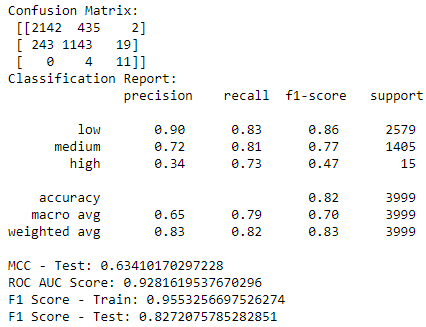 Confusion Matrix:
[[2142 435 2]
[ 243 1143 19]
[ 0 4 11]]
Classification Report:
precision recall f1-score support
low 0.90 0.83 0.86 2579
medium 0.72 0.81 0.77 1405
high 0.34 0.73 0.47 15
accuracy 0.82 3999
macro avg 0.65 0.79 0.70 3999
weighted avg 0.83 0.82 0.83 3999
MCC - Test: 0.63410170297228
ROC AUC Score: 0.9281619537670296
F1 Score - Train: 0.9553256697526274
F1 Score - Test: 0.8272075785282851